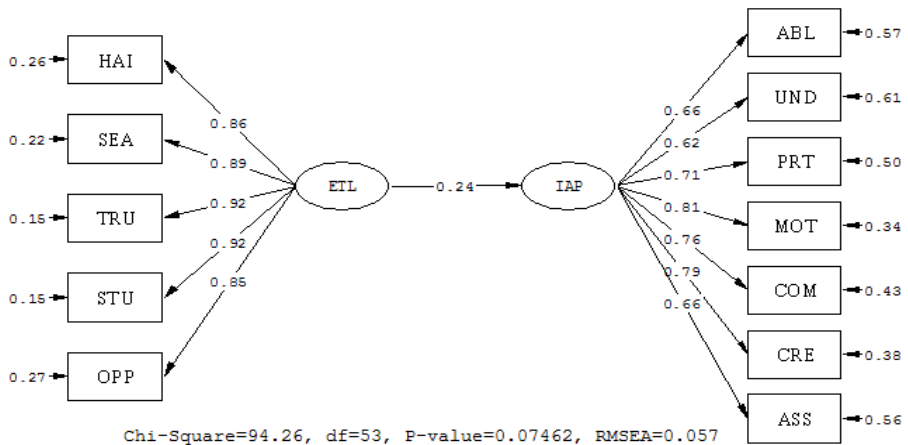 0.26
HAI
0.22
SEA
0.15
TRU
0.15
STU
0.27
OPP
0.86
0.89
0.92
0.92
0.85
ETL
0.24
IAP
0.66
0.62
0.71
0.81
0.76
0.79
0.66
ABL
0.57
UND
0.61
PRT
0.50
MOT
0.34
COM
0.43
CRE
0.38
ASS
0.56
Chi-Square=94.26, df=53, P-value=0.07462, RMSEA=0.057